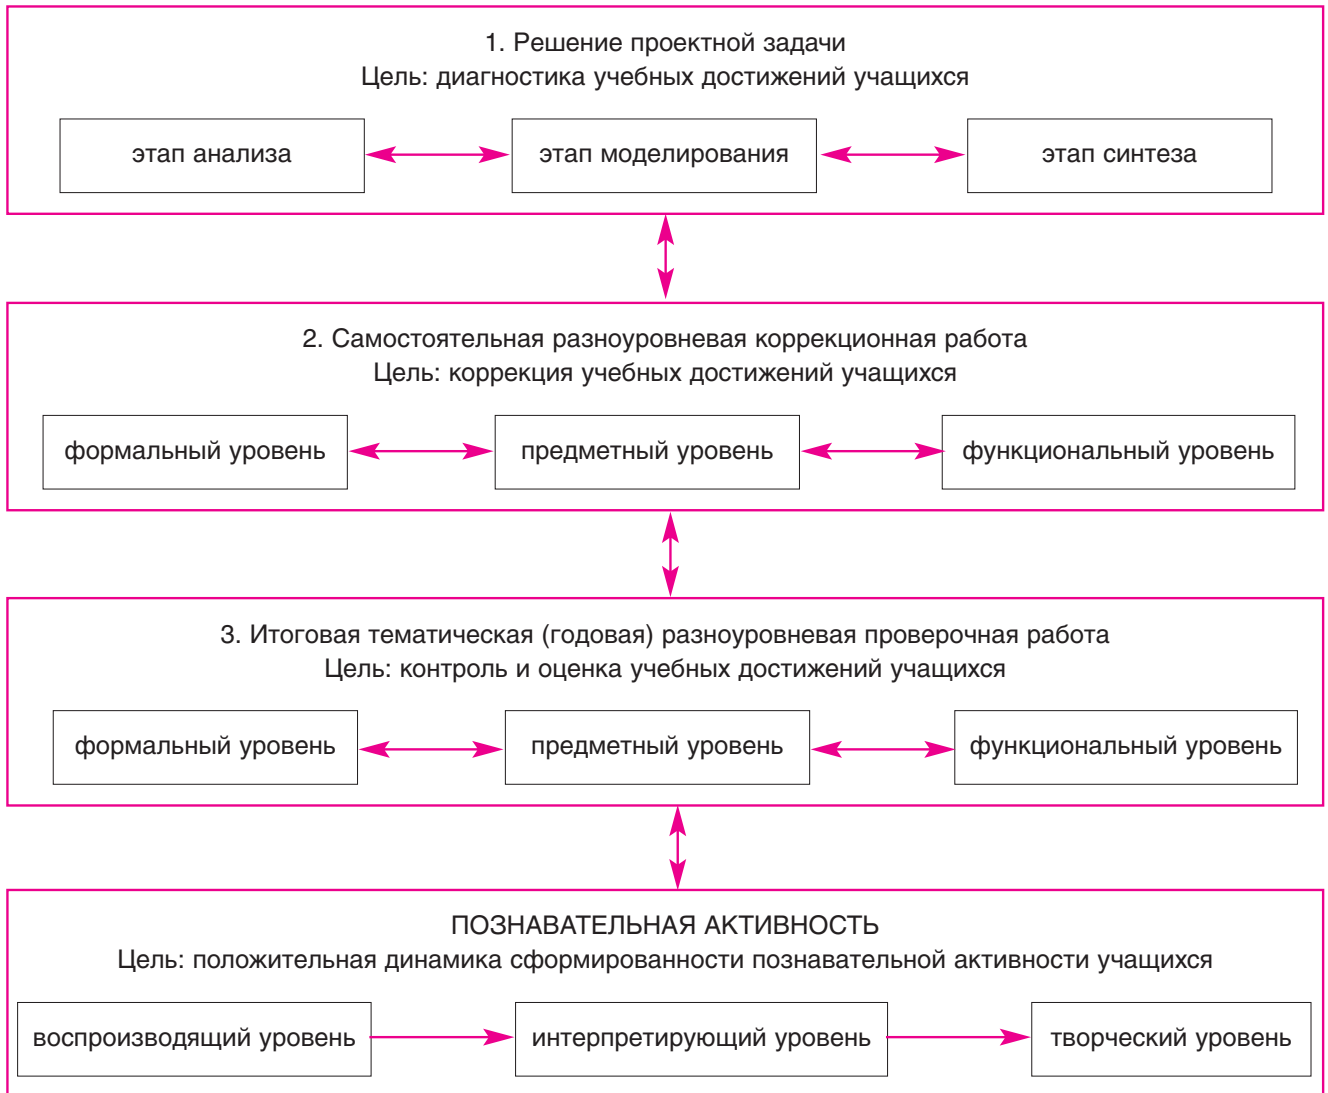 1. Решение проектной задачи
Цель: диагностика учебных достижений учащихся
этап анализа
этап моделирования
этап синтеза
2. Самостоятельная разноуровневая коррекционная работа
Цель: коррекция учебных достижений учащихся
формальный уровень
предметный уровень
функциональный уровень
3. Итоговая тематическая (годовая) разноуровневая проверочная работа
Цель: контроль и оценка учебных достижений учащихся
формальный уровень
предметный уровень
функциональный уровень
ПОЗНАВАТЕЛЬНАЯ АКТИВНОСТЬ
Цель: положительная динамика сформированности познавательной активности учащихся
воспроизводящий уровень
интерпретирующий уровень
творческий уровень